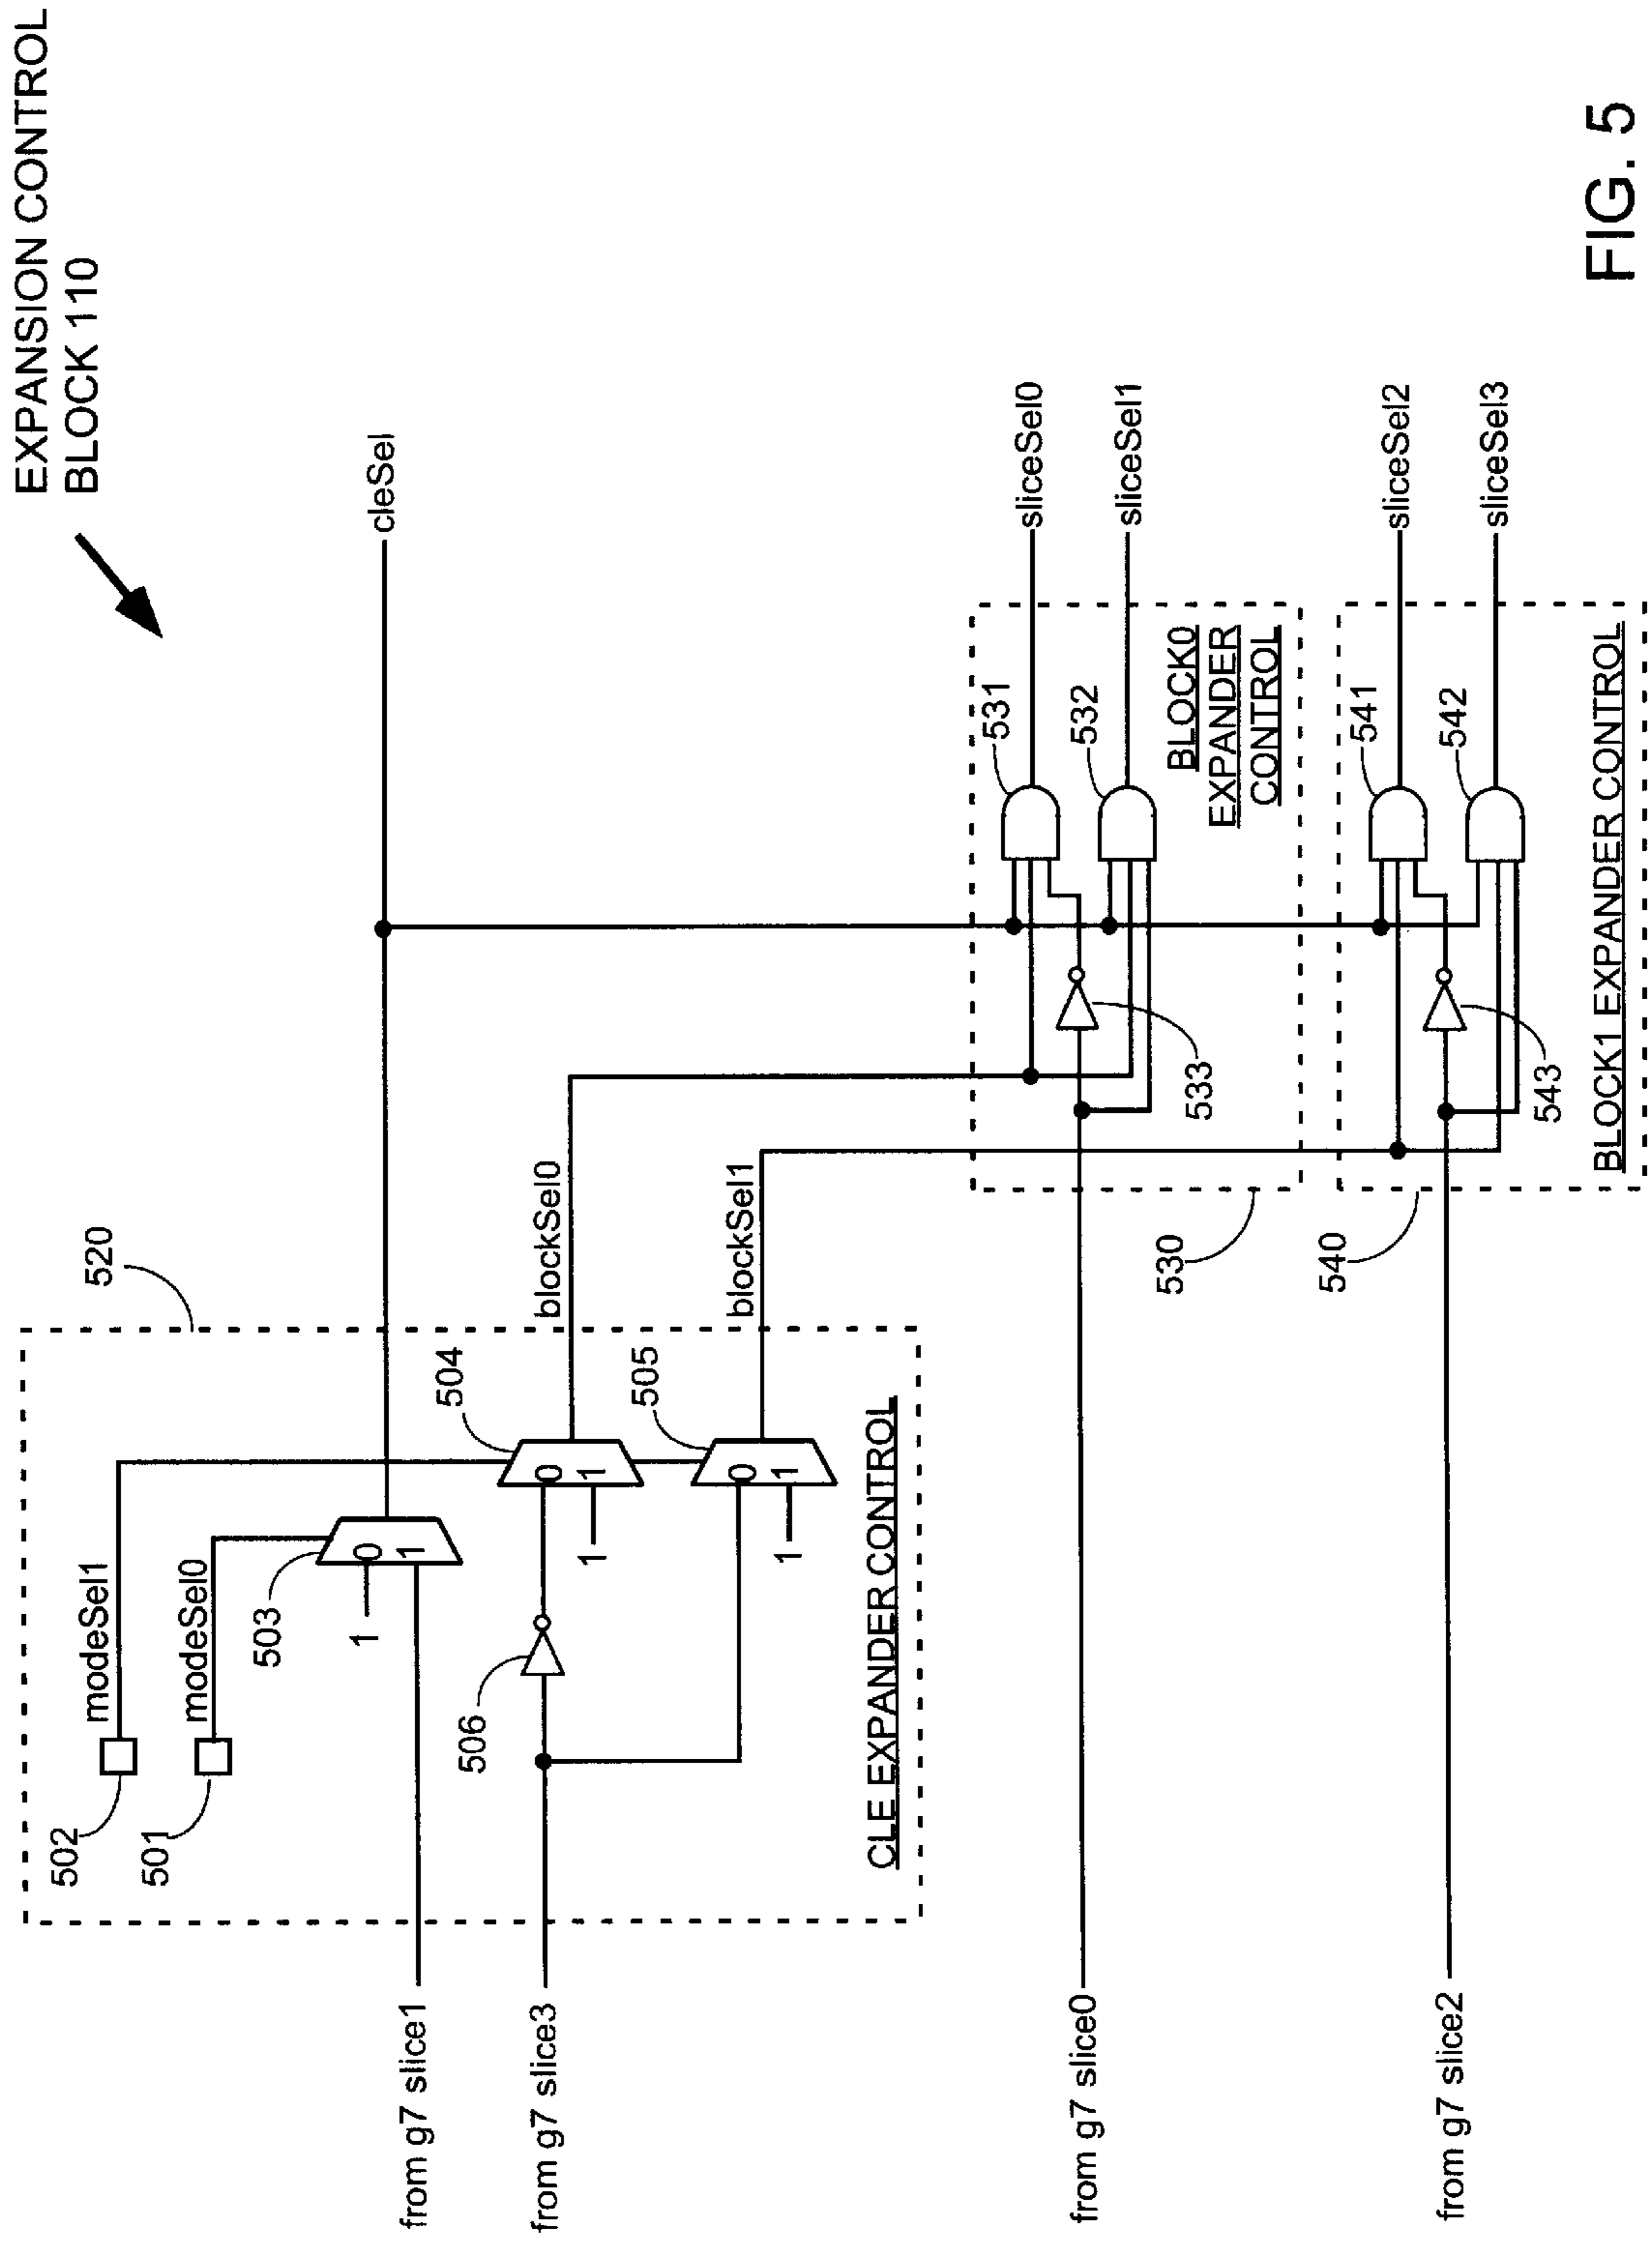 EXPANSION CONTROL
BLOCK 110
520
502
modeSel1
501
modeSel0
503
0
1
1
cleSel
from g7 slice1
504
0
1
1
blockSel0
506
from g7 slice3
505
0
1
1
blockSel1
CLE EXPANDER CONTROL
531
sliceSel0
532
sliceSel1
533
from g7 slice0
BLOCK0
EXPANDER
CONTROL
530
541
sliceSel2
542
sliceSel3
543
540
from g7 slice2
BLOCK1 EXPANDER CONTROL
FIG. 5